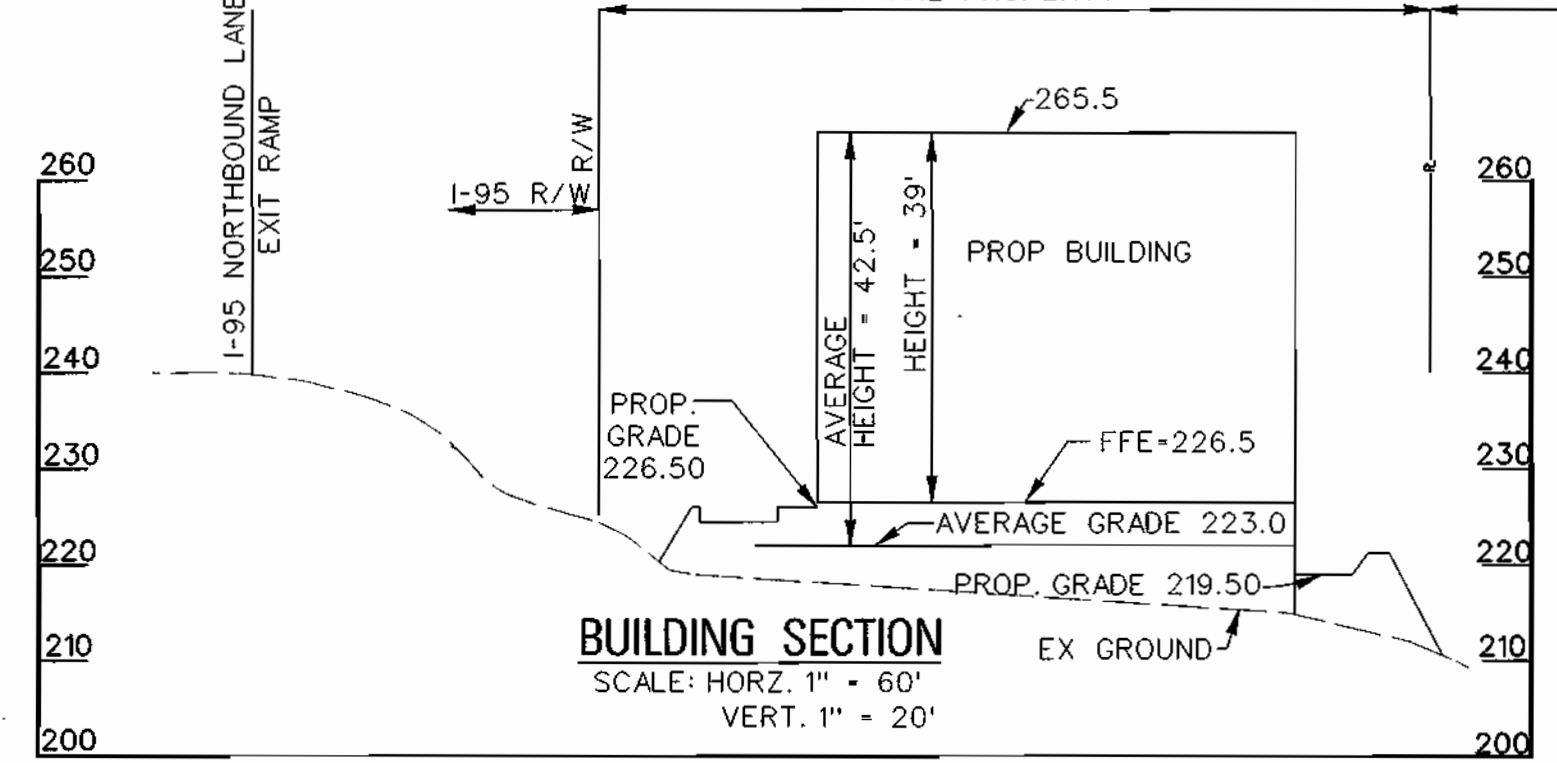 I-95 NORTHBOUND LANE
EXIT RAMP
I-95 R/W
R/W
265.5
260
250
240
230
220
210
200
AVERAGE
HEIGHT = 42.5'
HEIGHT = 39'
PROP BUILDING
PROP.
GRADE
226.50
FFE=226.5
AVERAGE GRADE 223.0
PROP. GRADE 219.50
EX GROUND
260
250
240
230
220
210
200
BUILDING SECTION
SCALE: HORZ. 1" = 60'
VERT. 1" = 20'